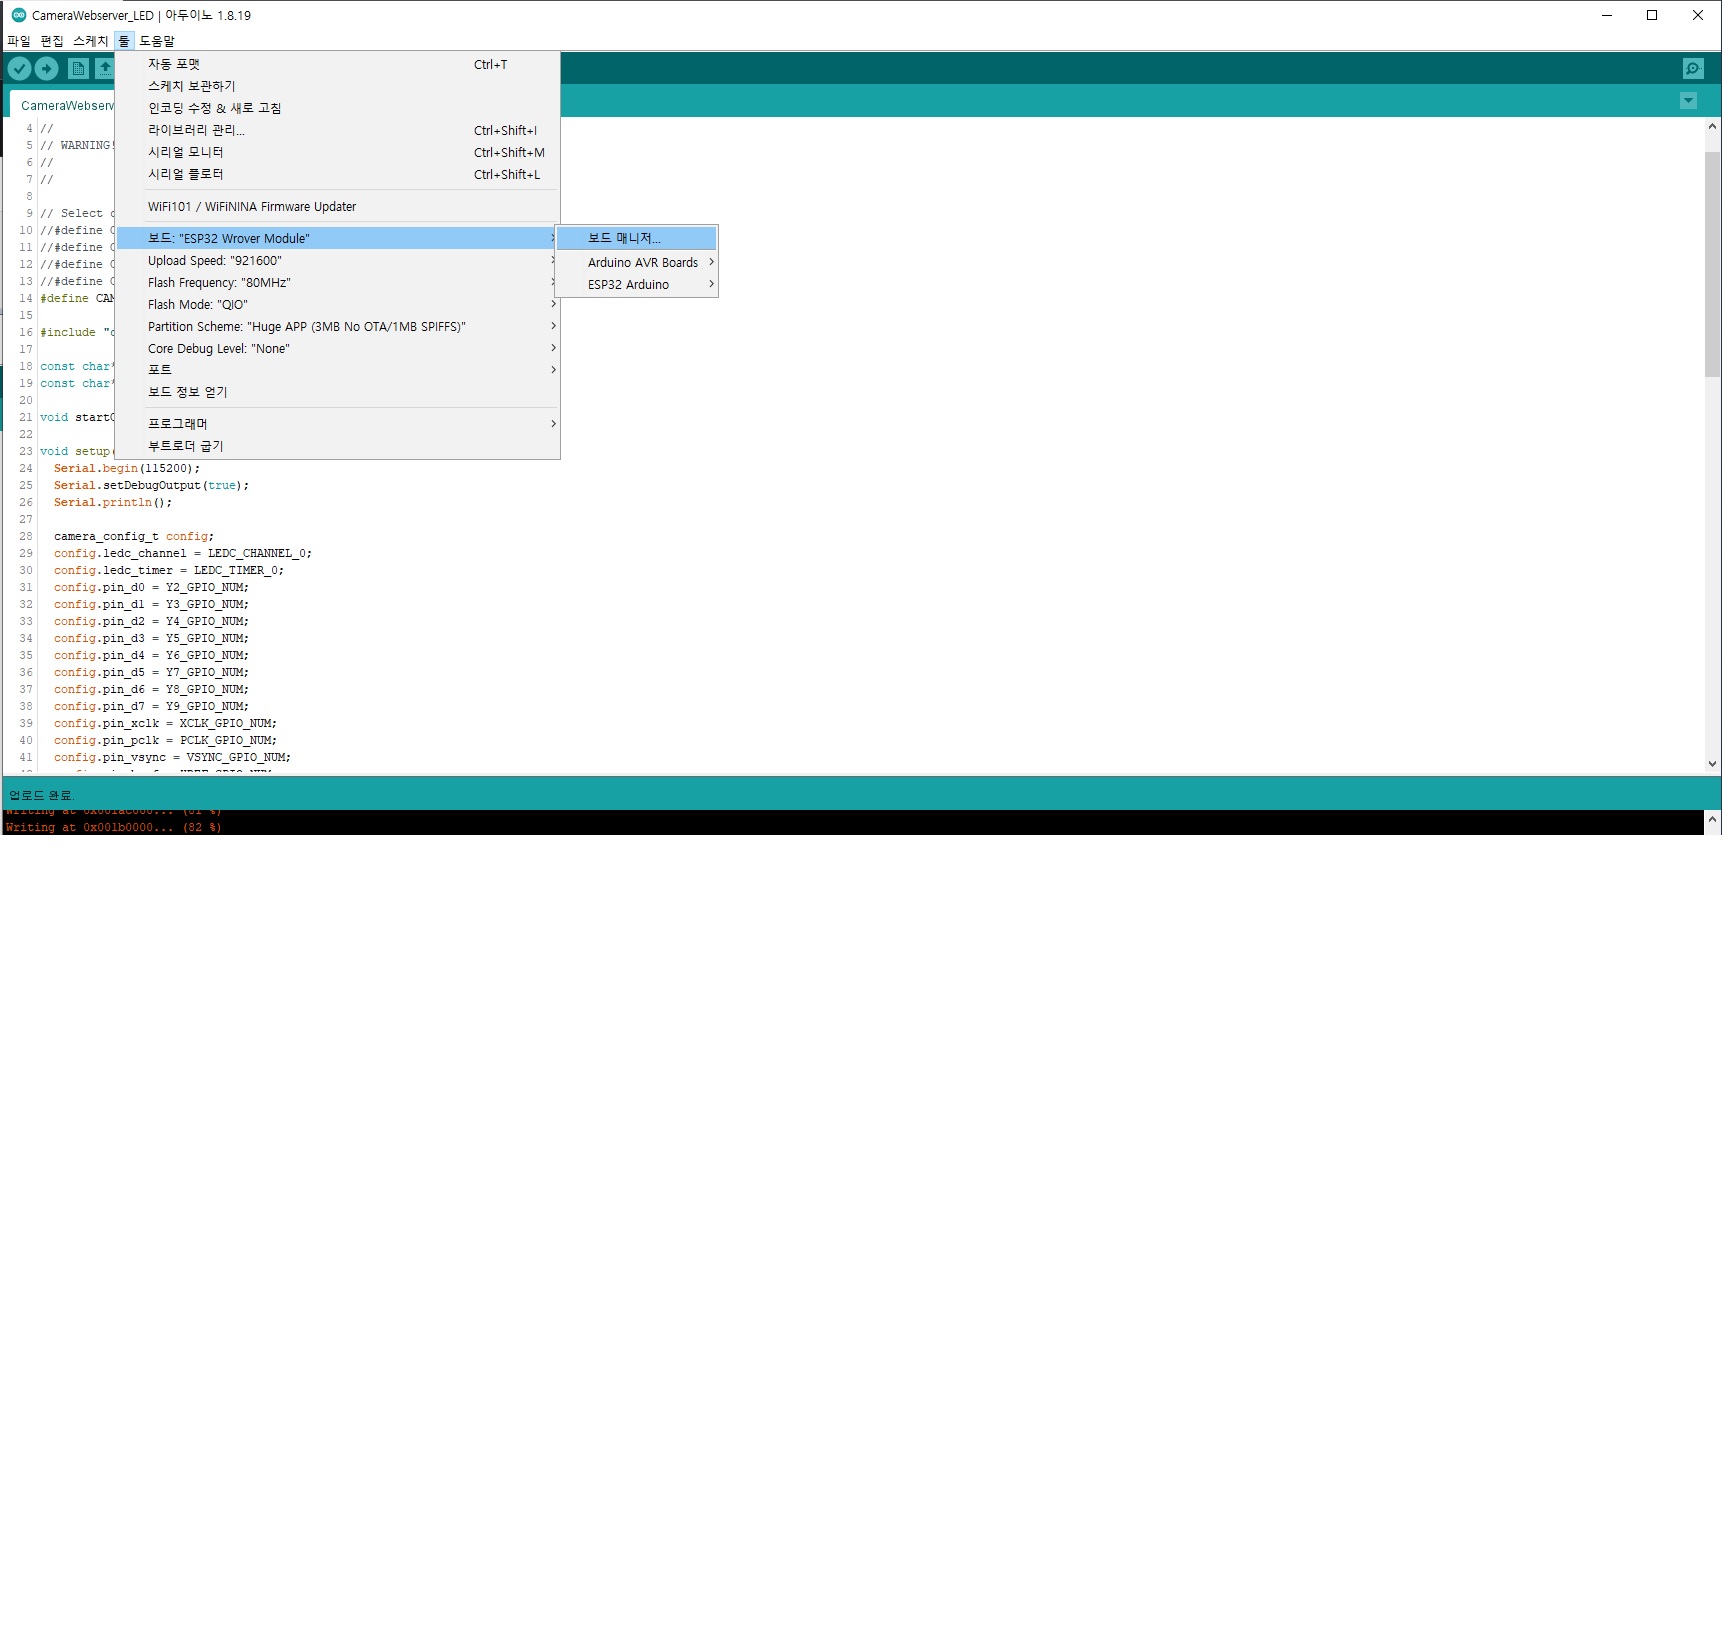 CameraWebserver_LED | 아두이노 1.8.19
파일 편집 스케치 툴 도움말
자동 포맷 Ctrl+T
스케치 보관하기
인코딩 수정 & 새로 고침
라이브러리 관리... Ctrl+Shift+I
시리얼 모니터 Ctrl+Shift+M
시리얼 플로터 Ctrl+Shift+L
WiFi101 / WiFiNINA Firmware Updater
보드: "ESP32 Wrover Module"
Upload Speed: "921600"
Flash Frequency: "80MHz"
Flash Mode: "QIO"
Partition Scheme: "Huge APP (3MB No OTA/1MB SPIFFS)"
Core Debug Level: "None"
포트
보드 정보 얻기
프로그래머
부트로더 굽기
보드 매니저...
Arduino AVR Boards
ESP32 Arduino
CameraWebserv
4 //
5 // WARNING!
6 //
7 //
8
9 // Select
10 //#define
11 //#define
12 //#define
13 //#define
14 #define CAM
15
16 #include "
17
18 const char*
19 const char*
20
21 void start
22
23 void setup(
24 Serial.begin(115200);
25 Serial.setDebugOutput(true);
26 Serial.println();
27
28 camera_config_t config;
29 config.ledc_channel = LEDC_CHANNEL_0;
30 config.ledc_timer = LEDC_TIMER_0;
31 config.pin_d0 = Y2_GPIO_NUM;
32 config.pin_d1 = Y3_GPIO_NUM;
33 config.pin_d2 = Y4_GPIO_NUM;
34 config.pin_d3 = Y5_GPIO_NUM;
35 config.pin_d4 = Y6_GPIO_NUM;
36 config.pin_d5 = Y7_GPIO_NUM;
37 config.pin_d6 = Y8_GPIO_NUM;
38 config.pin_d7 = Y9_GPIO_NUM;
39 config.pin_xclk = XCLK_GPIO_NUM;
40 config.pin_pclk = PCLK_GPIO_NUM;
41 config.pin_vsync = VSYNC_GPIO_NUM;
업로드 완료.
Writing at 0x001ac000... (81 %)
Writing at 0x001b0000... (82 %)